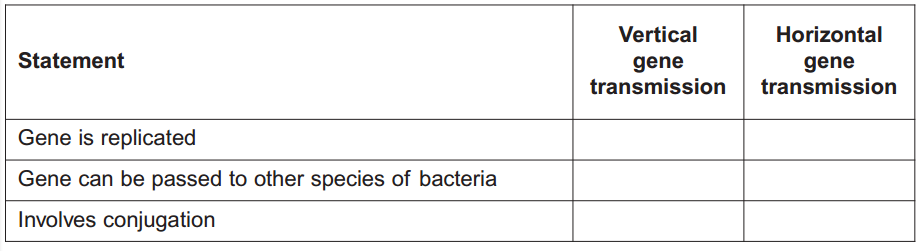 Statement
Vertical
gene
transmission
Horizontal
gene
transmission
Gene is replicated
Gene can be passed to other species of bacteria
Involves conjugation